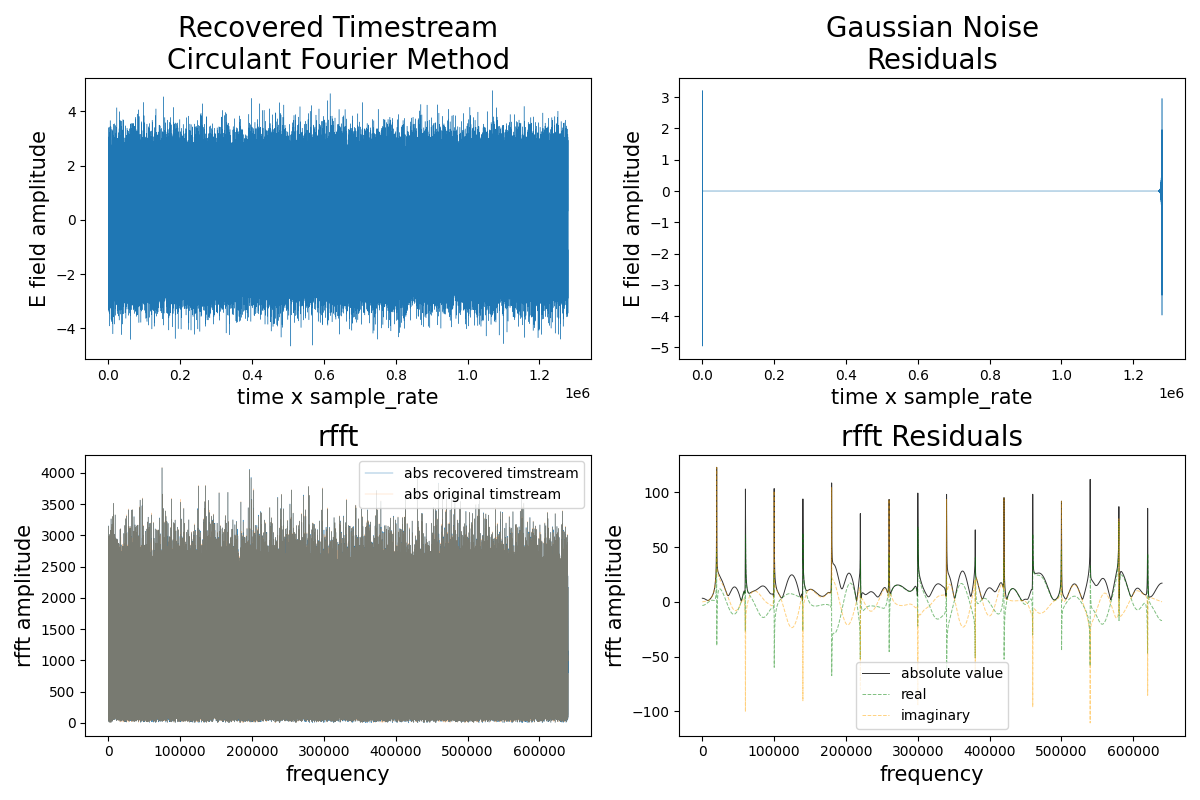 Recovered Timestream
Circulant Fourier Method
E field amplitude
4
2
0
−2
−4
0.0
0.2
0.4
0.6
0.8
1.0
1.2
1e6
time x sample_rate
Gaussian Noise
Residuals
E field amplitude
3
2
1
0
−1
−2
−3
−4
−5
0.0
0.2
0.4
0.6
0.8
1.0
1.2
1e6
time x sample_rate
rfft
rfft amplitude
4000
3500
3000
2500
2000
1500
1000
500
0
abs recovered timstream
abs original timstream
0
100000
200000
300000
400000
500000
600000
frequency
rfft Residuals
rfft amplitude
100
50
0
−50
−100
absolute value
real
imaginary
0
100000
200000
300000
400000
500000
600000
frequency